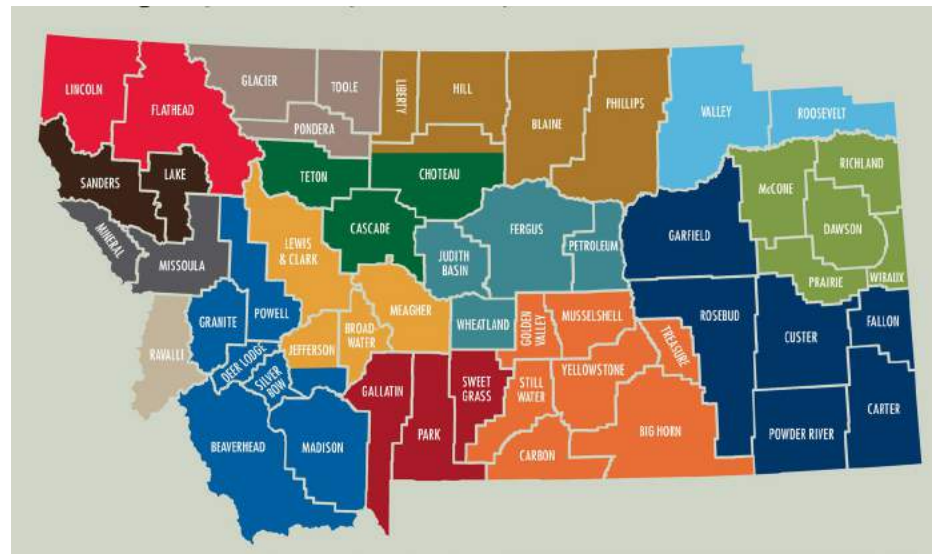 LINCOLN
FLATHEAD
GLACIER
TOOLE
LIBERTY
HILL
BLAINE
PHILLIPS
VALLEY
ROOSEVELT
PONDERA
SANDERS
LAKE
TETON
CHOTEAU
McCONE
RICHLAND
MINERAL
MISSOULA
LEWIS
& CLARK
CASCADE
JUDITH
BASIN
FERGUS
PETROLEUM
GARFIELD
DAWSON
PRAIRIE
WIBAUX
RAVALLI
GRANITE
POWELL
MEAGHER
BROAD
WATER
JEFFERSON
WHEATLAND
GOLDEN
VALLEY
MUSSELSHELL
TREASURE
ROSEBUD
CUSTER
FALLON
DEER LODGE
SILVER
BOW
GALLATIN
PARK
SWEET
GRASS
STILL
WATER
YELLOWSTONE
BIG HORN
CARTER
POWDER RIVER
BEAVERHEAD
MADISON
CARBON